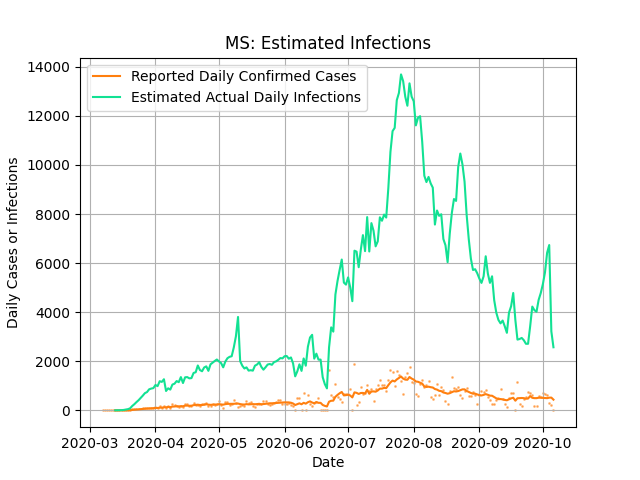 MS: Estimated Infections
Reported Daily Confirmed Cases
Estimated Actual Daily Infections
Daily Cases or Infections
14000
12000
10000
8000
6000
4000
2000
0
2020-03 2020-04 2020-05 2020-06 2020-07 2020-08 2020-09 2020-10
Date